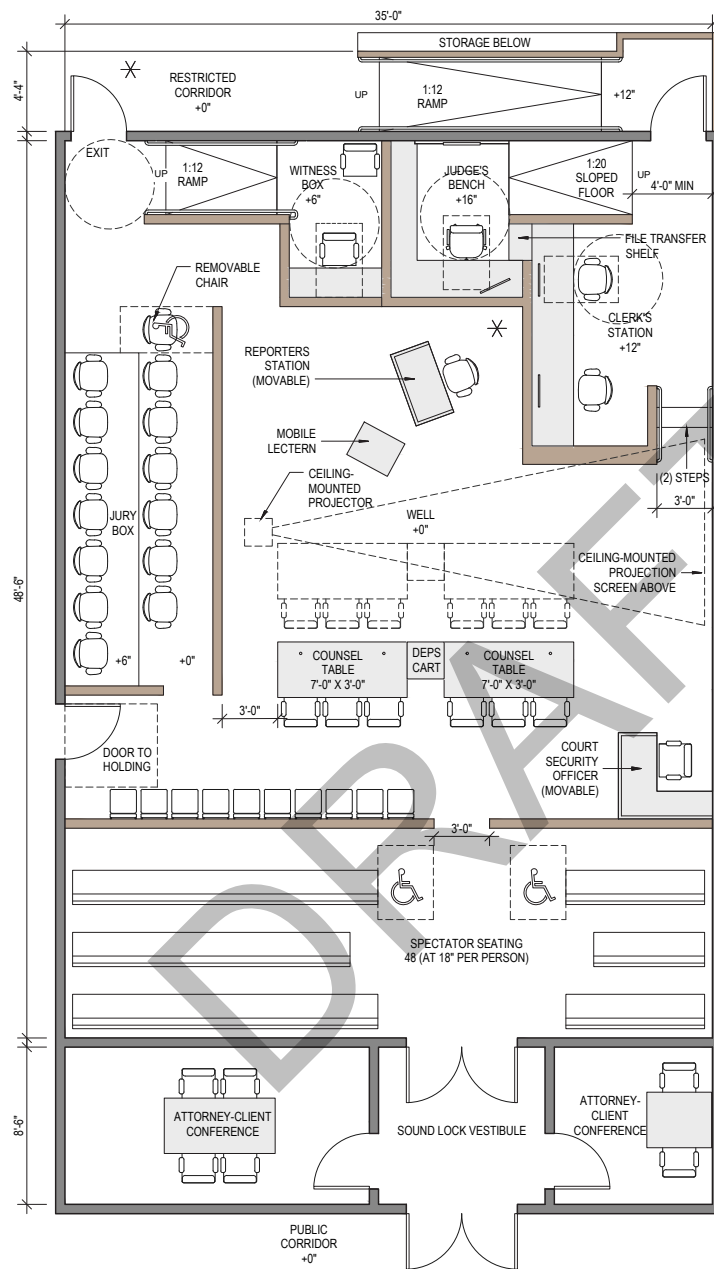 35'-0"
STORAGE BELOW
4'-4"
RESTRICTED
CORRIDOR
+0"
UP
1:12
RAMP
+12"
EXIT
UP
1:12
RAMP
WITNESS
BOX
+6"
JUDGE'S
BENCH
+16"
1:20
SLOPED
FLOOR
UP
4'-0" MIN
REMOVABLE
CHAIR
FILE TRANSFER
SHELF
CLERK'S
STATION
+12"
REPORTERS
STATION
(MOVABLE)
MOBILE
LECTERN
CEILING-
MOUNTED
PROJECTOR
(2) STEPS
3'-0"
JURY
BOX
WELL
+0"
CEILING-MOUNTED
PROJECTION
SCREEN ABOVE
48'-6"
+6"
+0"
COUNSEL
TABLE
7'-0" X 3'-0"
DEPS
CART
COUNSEL
TABLE
7'-0" X 3'-0"
3'-0"
DOOR TO
HOLDING
COURT
SECURITY
OFFICER
(MOVABLE)
3'-0"
SPECTATOR SEATING
48 (AT 18" PER PERSON)
8'-6"
ATTORNEY-CLIENT
CONFERENCE
SOUND LOCK VESTIBULE
ATTORNEY-
CLIENT
CONFERENCE
PUBLIC
CORRIDOR
+0"
DRAFT